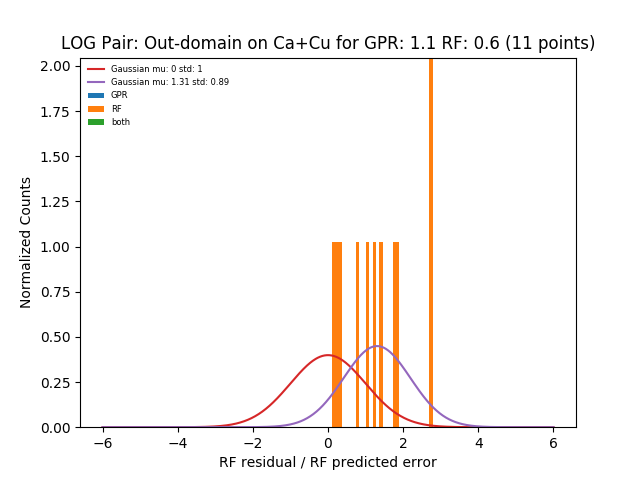 LOG Pair: Out-domain on Ca+Cu for GPR: 1.1 RF: 0.6 (11 points)
Gaussian mu: 0 std: 1
Gaussian mu: 1.31 std: 0.89
GPR
RF
both
2.00
1.75
1.50
1.25
1.00
0.75
0.50
0.25
0.00
Normalized Counts
−6 −4 −2 0 2 4 6
RF residual / RF predicted error